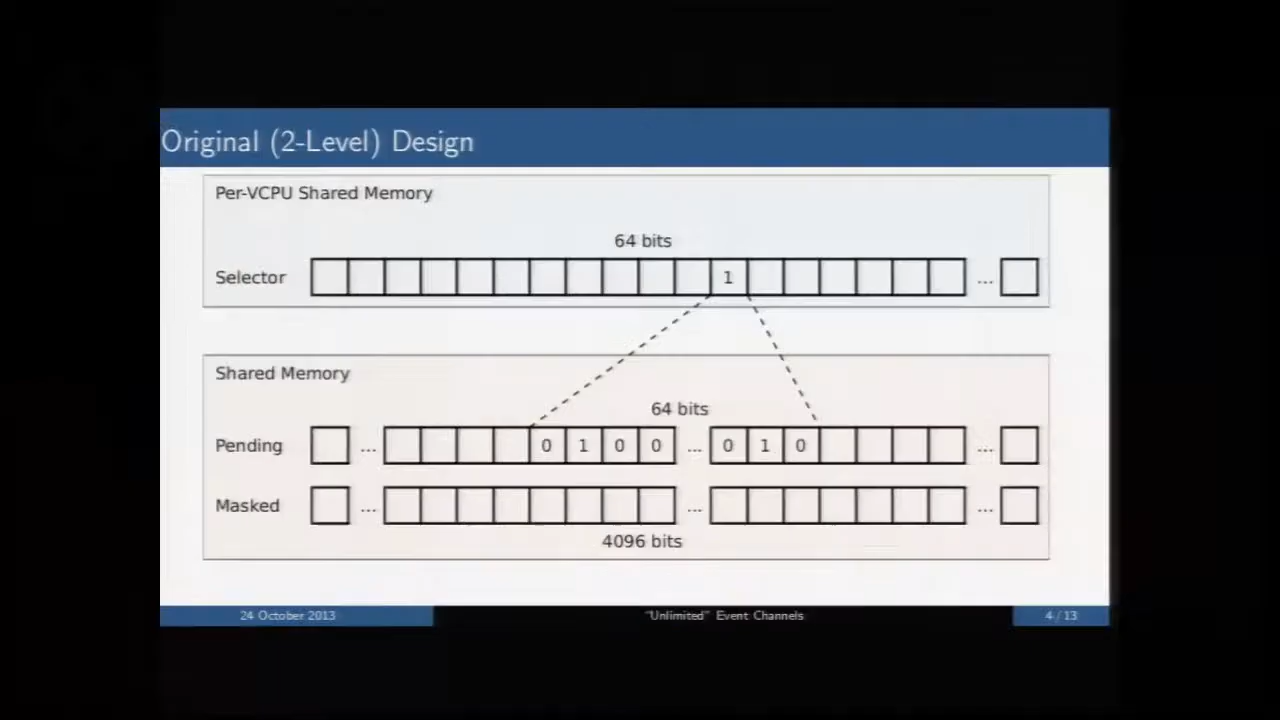 Original (2-Level) Design
Per-VCPU Shared Memory
64 bits
Selector 1 ...
Shared Memory
64 bits
Pending ... 0 1 0 0 ... 0 1 0 ...
Masked ... ... ...
4096 bits
24 October 2013 "Unlimited" Event Channels 4 / 13